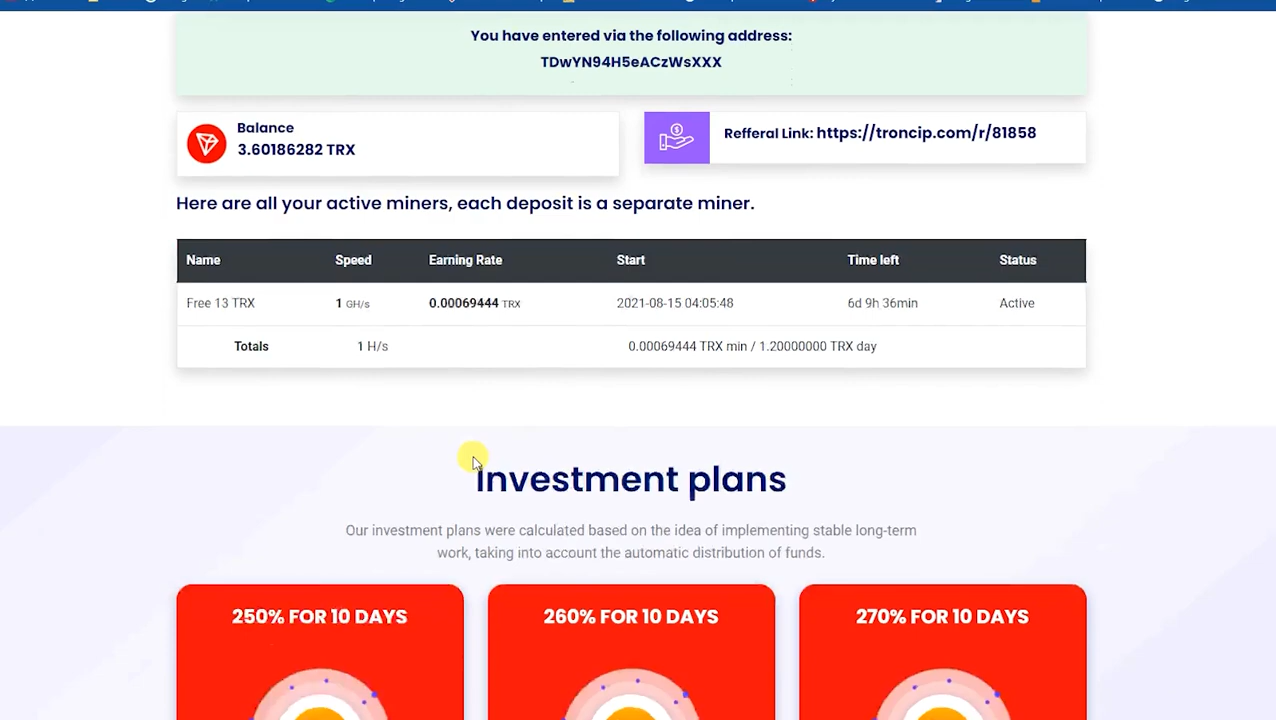 You have entered via the following address:
TDwYN94H5eACzWsXXX
Balance
3.60186282 TRX
Refferal Link: https://troncip.com/r/81858
Here are all your active miners, each deposit is a separate miner.
Name Speed Earning Rate Start Time left Status
Free 13 TRX 1 GH/s 0.00069444 TRX 2021-08-15 04:05:48 6d 9h 36min Active
Totals 1 H/s 0.00069444 TRX min / 1.20000000 TRX day
Investment plans
Our investment plans were calculated based on the idea of implementing stable long-term
work, taking into account the automatic distribution of funds.
250% FOR 10 DAYS
260% FOR 10 DAYS
270% FOR 10 DAYS